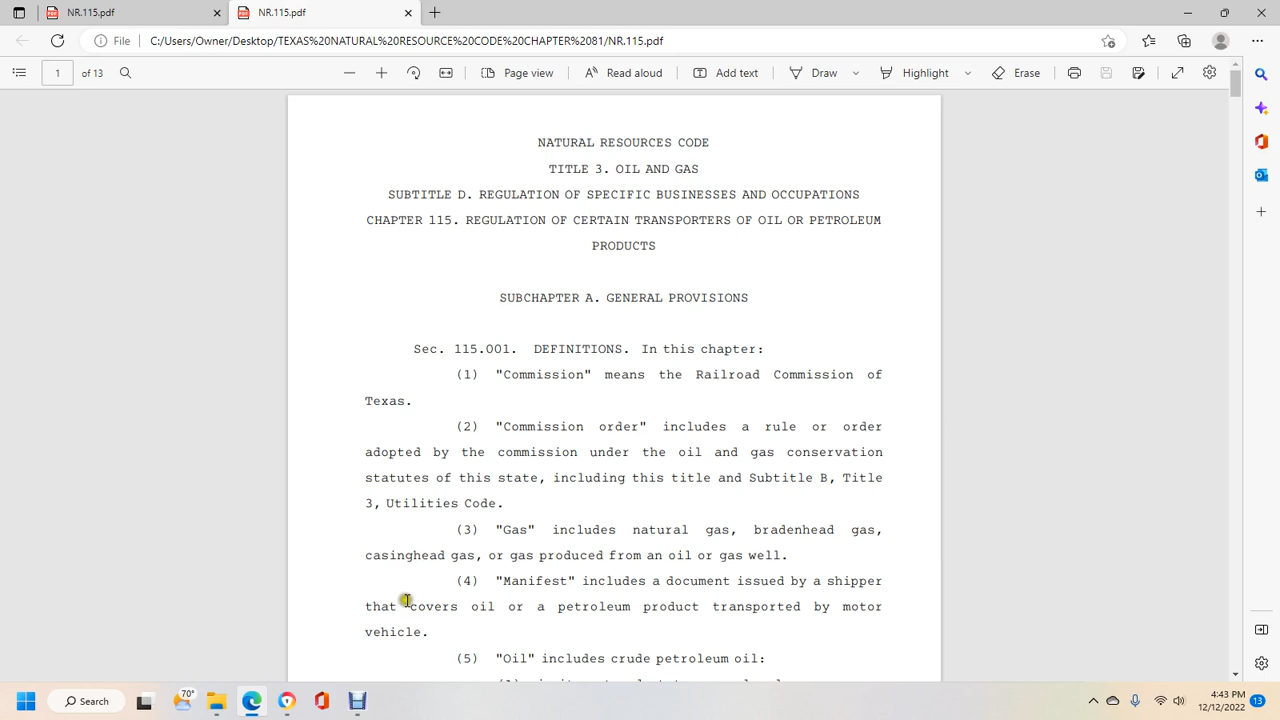 NR.115.pdf
NR.115.pdf
File C:/Users/Owner/Desktop/TEXAS%20NATURAL%20RESOURCE%20CODE%20CHAPTER%2081/NR.115.pdf
1 of 13 Page view Read aloud Add text Draw Highlight Erase
NATURAL RESOURCES CODE
TITLE 3. OIL AND GAS
SUBTITLE D. REGULATION OF SPECIFIC BUSINESSES AND OCCUPATIONS
CHAPTER 115. REGULATION OF CERTAIN TRANSPORTERS OF OIL OR PETROLEUM
PRODUCTS
SUBCHAPTER A. GENERAL PROVISIONS
Sec. 115.001. DEFINITIONS. In this chapter:
(1) "Commission" means the Railroad Commission of
Texas.
(2) "Commission order" includes a rule or order
adopted by the commission under the oil and gas conservation
statutes of this state, including this title and Subtitle B, Title
3, Utilities Code.
(3) "Gas" includes natural gas, bradenhead gas,
casinghead gas, or gas produced from an oil or gas well.
(4) "Manifest" includes a document issued by a shipper
that covers oil or a petroleum product transported by motor
vehicle.
(5) "Oil" includes crude petroleum oil:
70°
Search
4:43 PM
12/12/2022
13